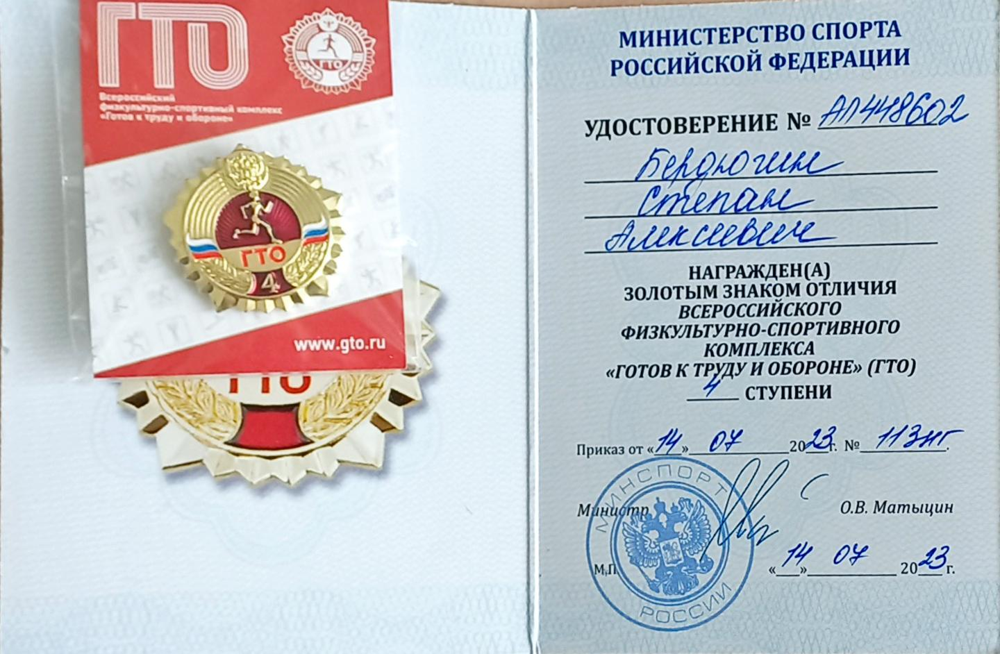 ГТО
Всероссийский
физкультурно-спортивный комплекс
«Готов к труду и обороне»
ГТО
ГТО
4
www.gto.ru
ГТО
МИНИСТЕРСТВО СПОРТА
РОССИЙСКОЙ ФЕДЕРАЦИИ
УДОСТОВЕРЕНИЕ № АП448602
Бердюгин
Степан
Алексеевич
НАГРАЖДЕН(А)
ЗОЛОТЫМ ЗНАКОМ ОТЛИЧИЯ
ВСЕРОССИЙСКОГО
ФИЗКУЛЬТУРНО-СПОРТИВНОГО
КОМПЛЕКСА
«ГОТОВ К ТРУДУ И ОБОРОНЕ» (ГТО)
4 СТУПЕНИ
Приказ от «14» 07 2023г. № 113нг.
Министр О.В. Матыцин
МИНСПОРТ
РОССИИ
М.П. «14» 07 2023 г.